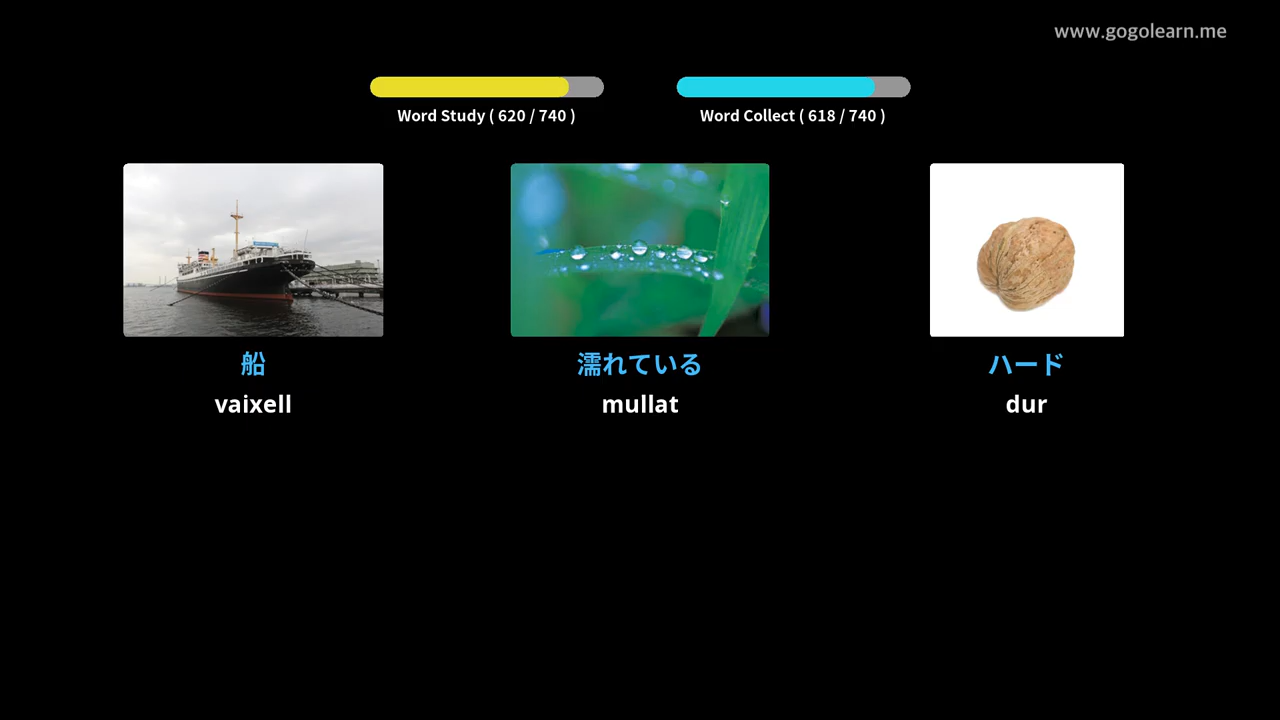 www.gogolearn.me
Word Study ( 620 / 740 )
Word Collect ( 618 / 740 )
船
濡れている
ハード
vaixell
mullat
dur